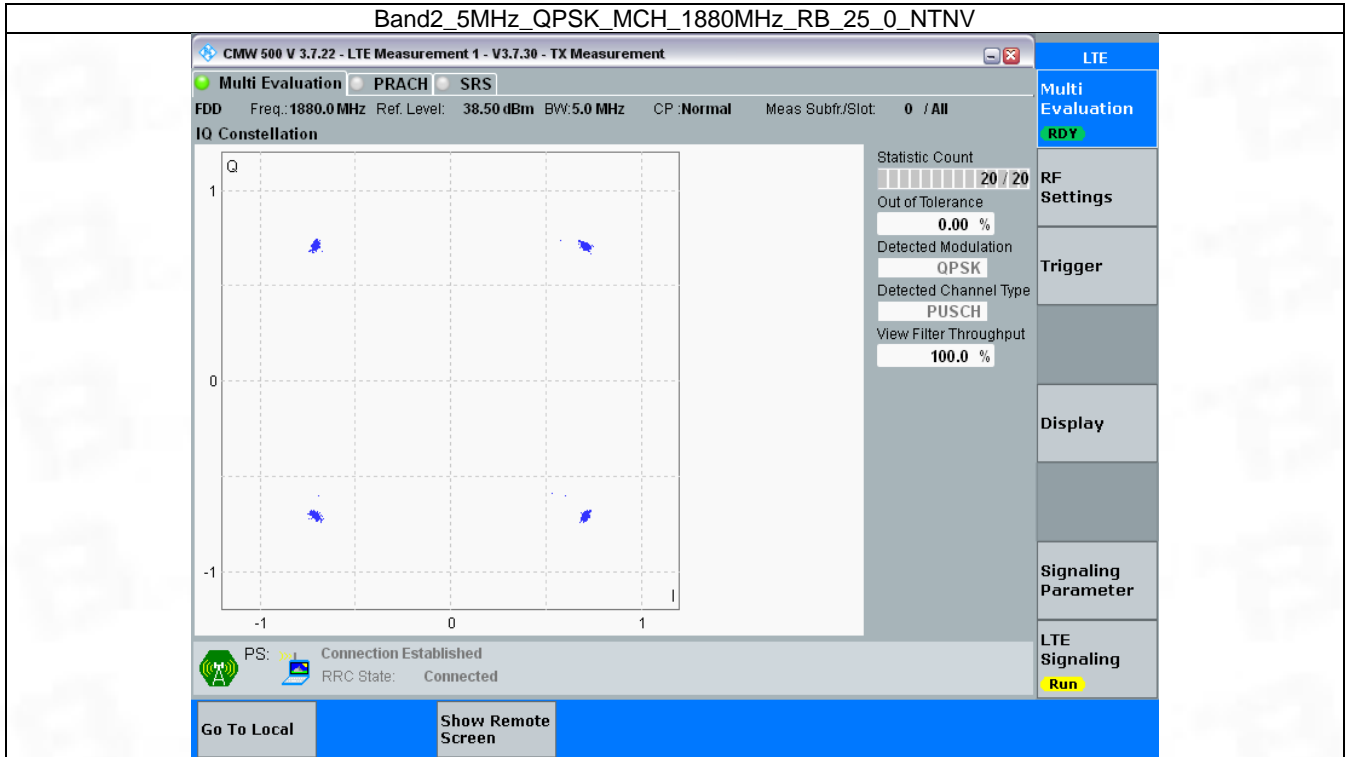 Band2_5MHz_QPSK_MCH_1880MHz_RB_25_0_NTNV
CMW 500 V 3.7.22 - LTE Measurement 1 - V3.7.30 - TX Measurement
LTE
Multi Evaluation PRACH SRS
FDD Freq.:1880.0 MHz Ref. Level: 38.50 dBm BW:5.0 MHz CP :Normal Meas Subfr./Slot: 0 / All
IQ Constellation
Multi
Evaluation
RDY
Q
1
0
-1
I
-1 0 1
Statistic Count
20 / 20
Out of Tolerance
0.00 %
Detected Modulation
QPSK
Detected Channel Type
PUSCH
View Filter Throughput
100.0 %
RF
Settings
Trigger
Display
Signaling
Parameter
LTE
Signaling
Run
PS: Connection Established
RRC State: Connected
Go To Local
Show Remote
Screen